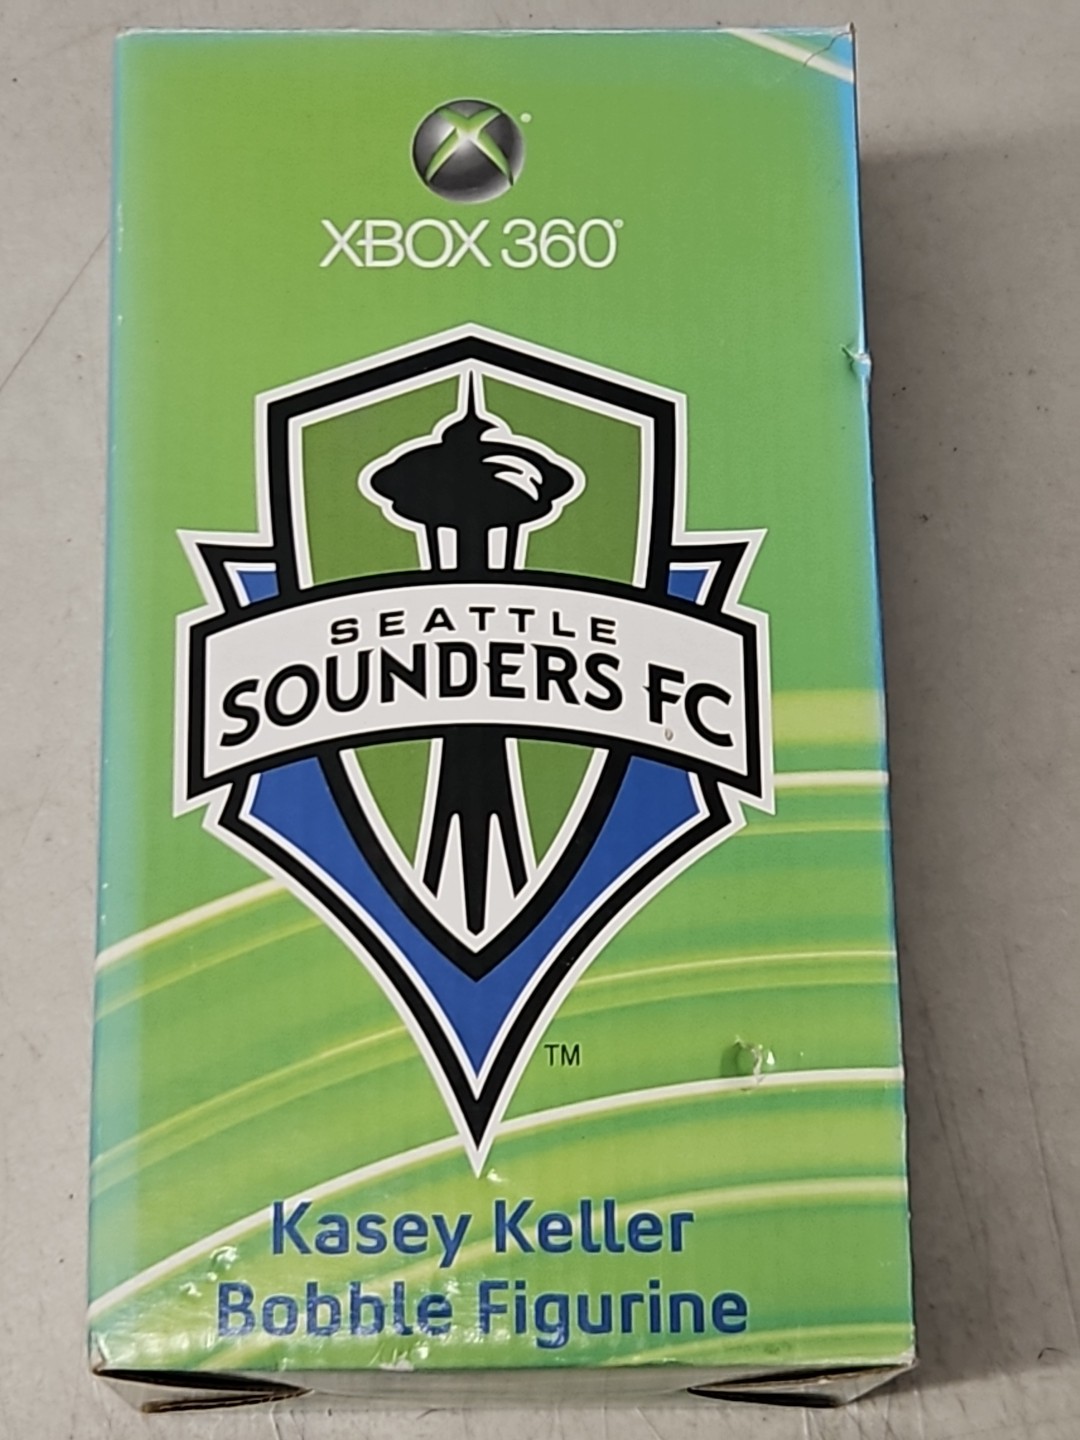 XBOX 360®
SEATTLE
SOUNDERS FC
TM
Kasey Keller
Bobble Figurine